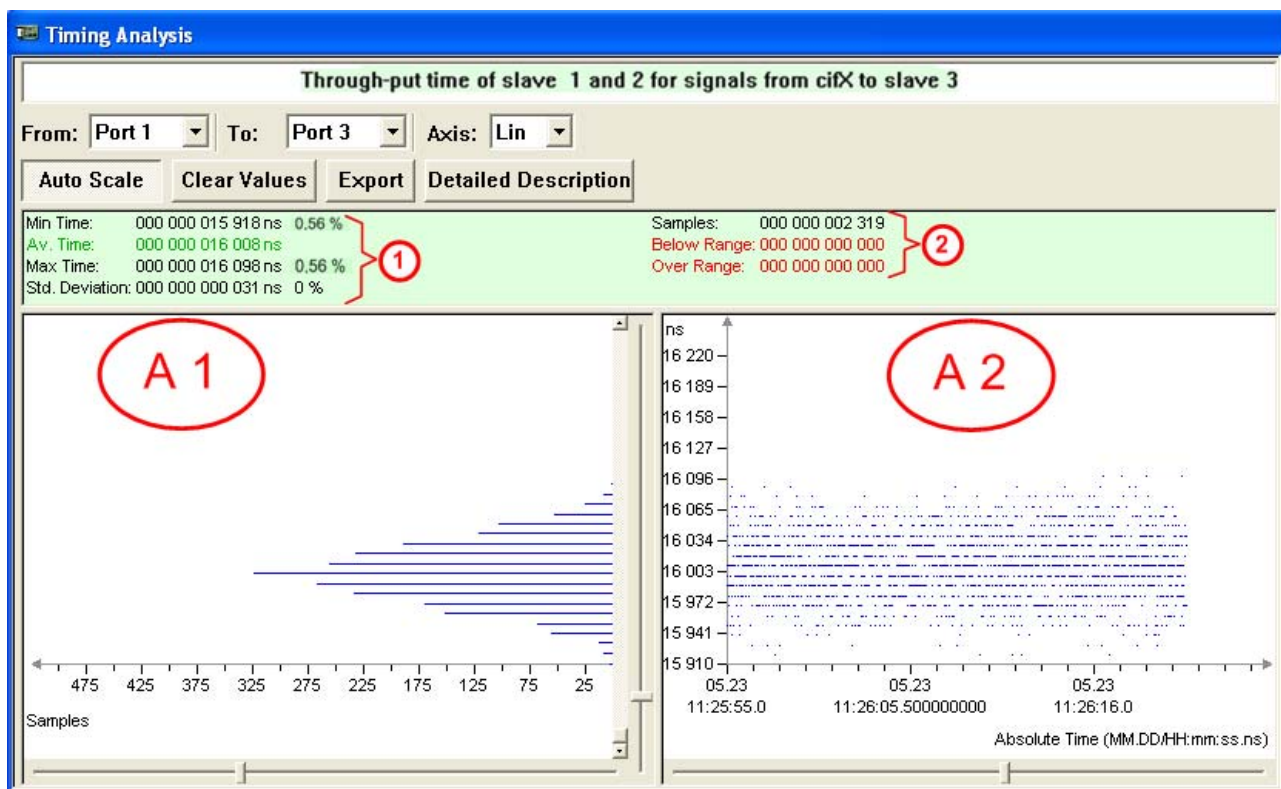 Timing Analysis
Through-put time of slave 1 and 2 for signals from cifX to slave 3
From: Port 1 To: Port 3 Axis: Lin
Auto Scale Clear Values Export Detailed Description
Min Time: 000 000 015 918 ns 0,56 %
Av. Time: 000 000 016 008 ns
Max Time: 000 000 016 098 ns 0,56 %
Std. Deviation: 000 000 000 031 ns 0 %
1
Samples: 000 000 002 319
Below Range: 000 000 000 000
Over Range: 000 000 000 000
2
A 1
475 425 375 325 275 225 175 125 75 25
Samples
A 2
ns
16 220
16 189
16 158
16 127
16 096
16 065
16 034
16 003
15 972
15 941
15 910
05.23 05.23 05.23
11:25:55.0 11:26:05.500000000 11:26:16.0
Absolute Time (MM.DD/HH:mm:ss.ns)